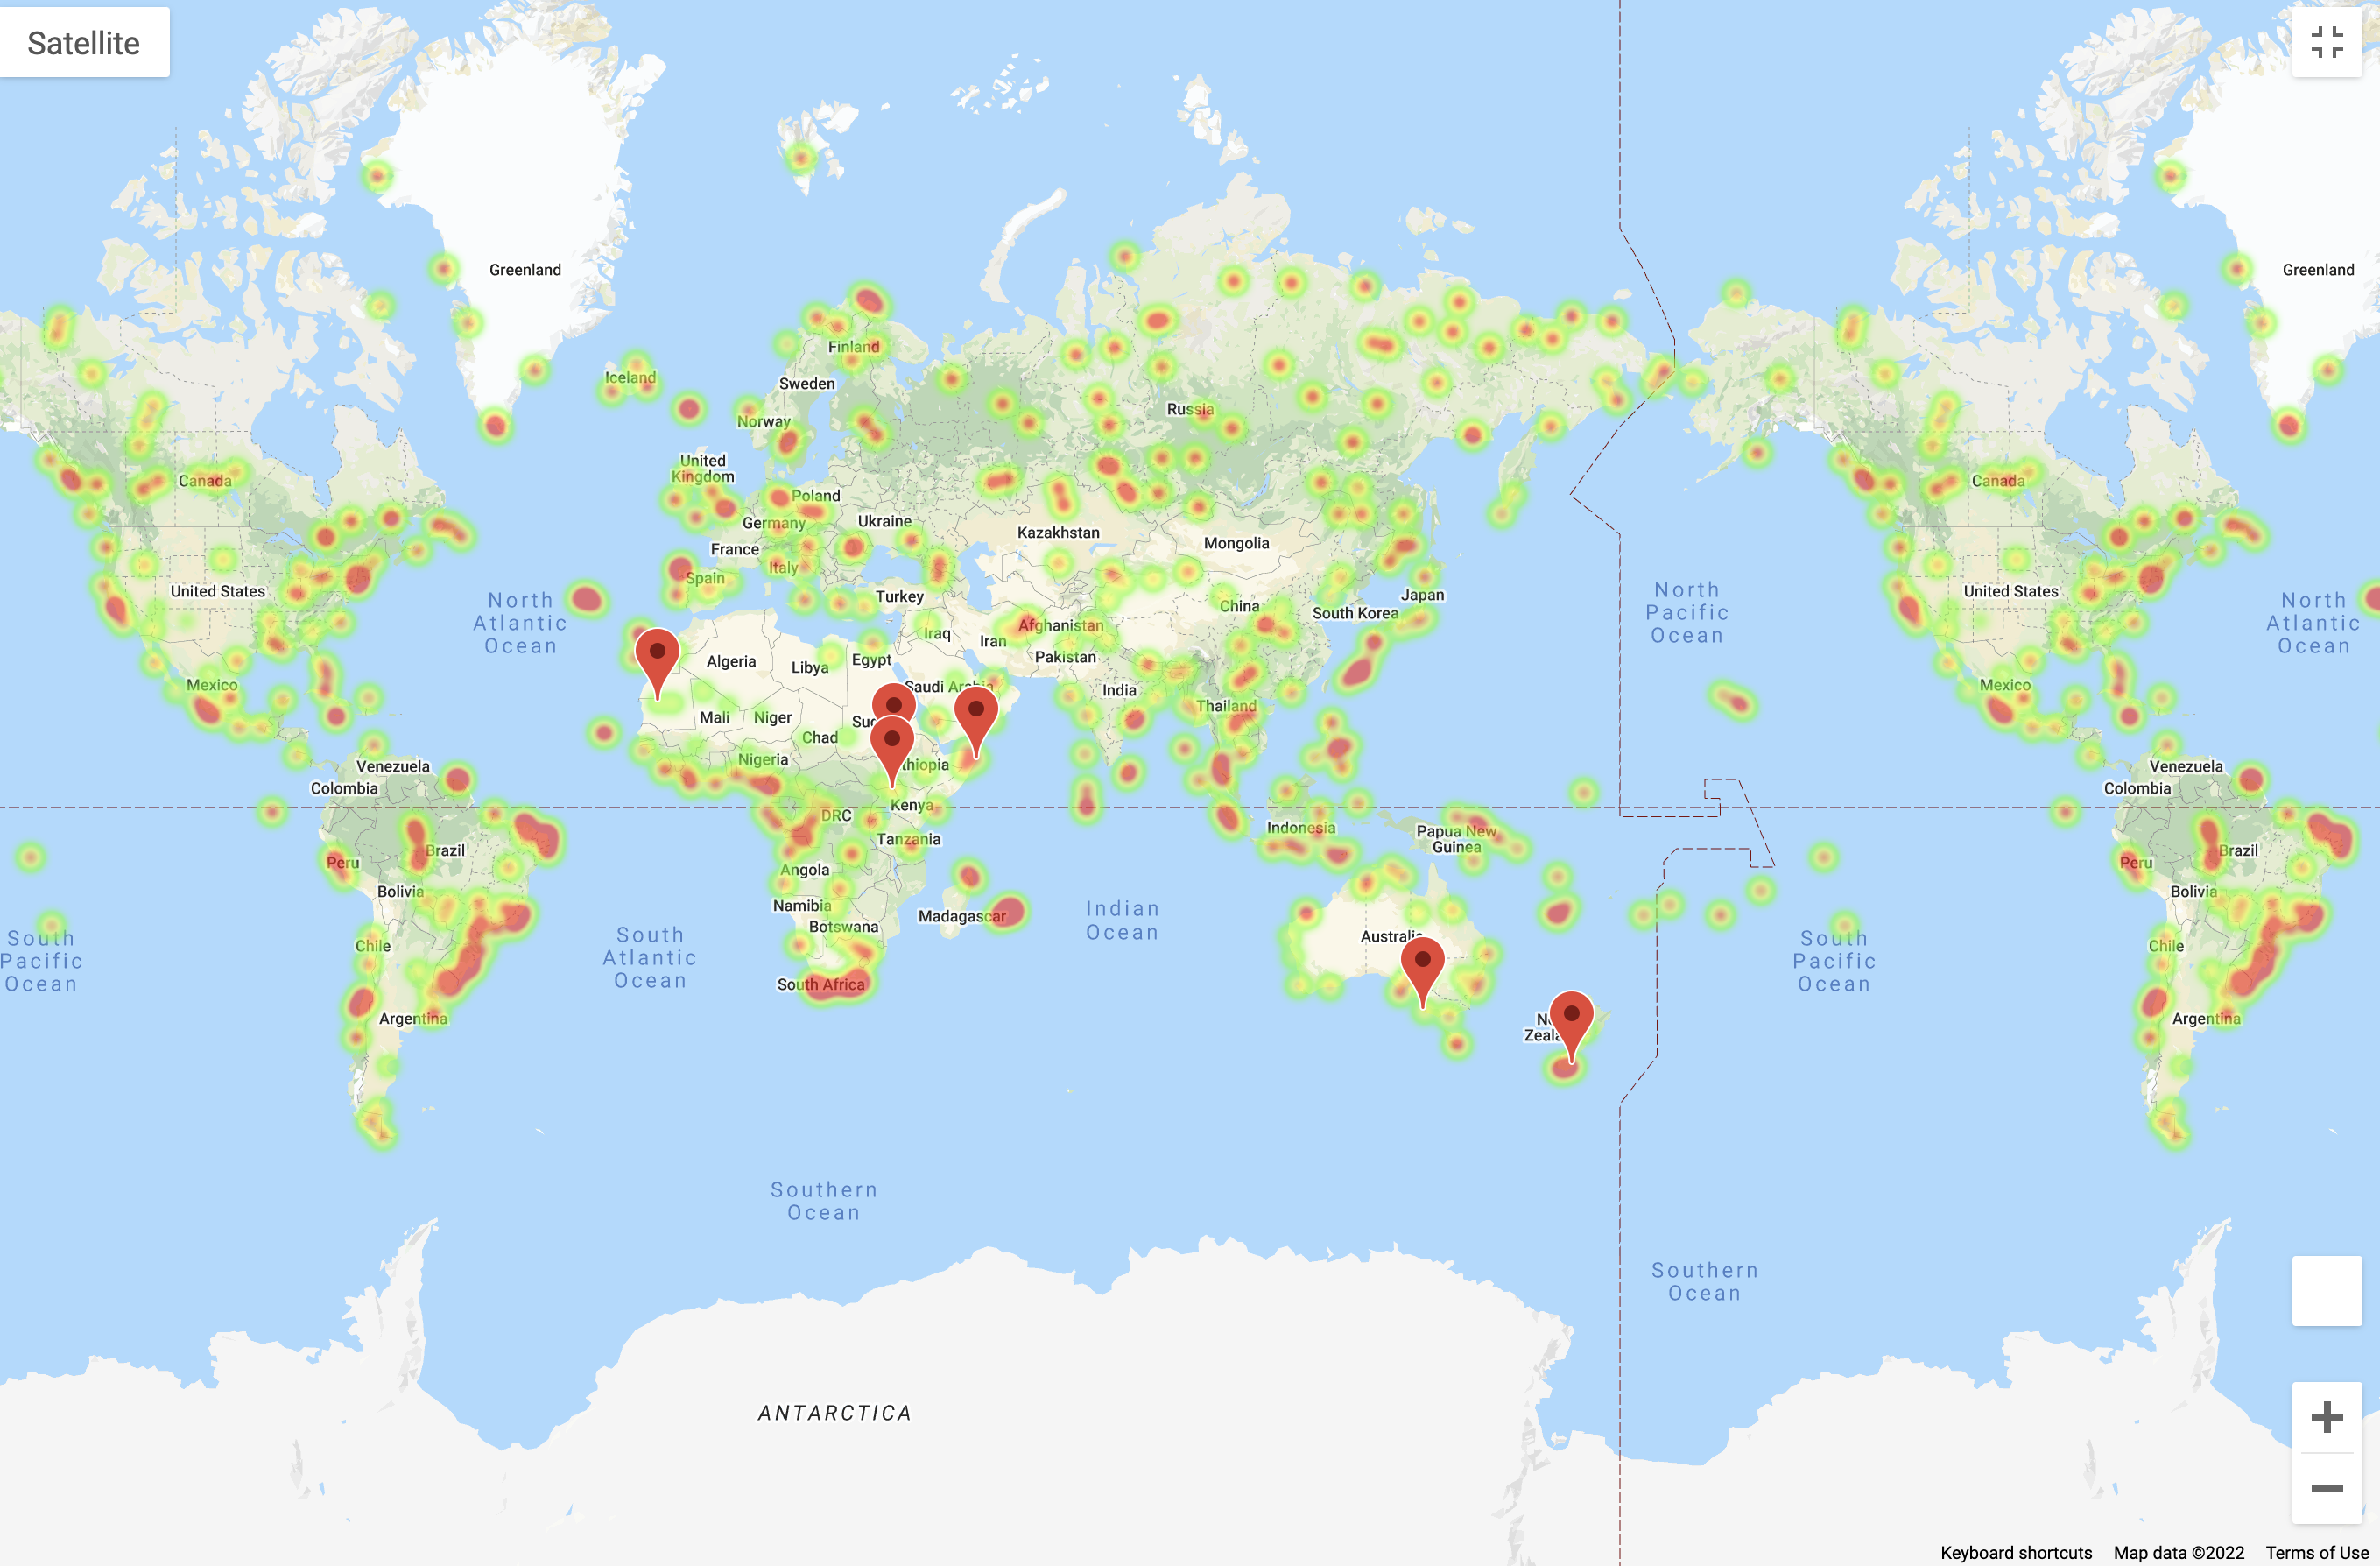 Satellite
Greenland
Greenland
Finland
Iceland
Sweden
Russia
Norway
United
Kingdom
Canada
Canada
Poland
Germany
Ukraine
Kazakhstan
Mongolia
France
Italy
Spain
United States
United States
North
Atlantic
Ocean
Turkey
China
South Korea
Japan
North
Pacific
Ocean
North
Atlantic
Ocean
Afghanistan
Iraq
Iran
Pakistan
Algeria
Libya
Egypt
Saudi Arabia
India
Mexico
Mexico
Mali
Niger
Thailand
Chad
Nigeria
Venezuela
Venezuela
Colombia
Colombia
Kenya
DRC
Tanzania
Indonesia
Papua New
Guinea
Peru
Brazil
Peru
Brazil
Angola
Bolivia
Bolivia
Namibia
Madagascar
Botswana
Indian
Ocean
Australia
Chile
Chile
South
Pacific
Ocean
South
Atlantic
Ocean
South
Pacific
Ocean
South Africa
Argentina
Argentina
Southern
Ocean
Southern
Ocean
ANTARCTICA
Keyboard shortcuts Map data ©2022 Terms of Use